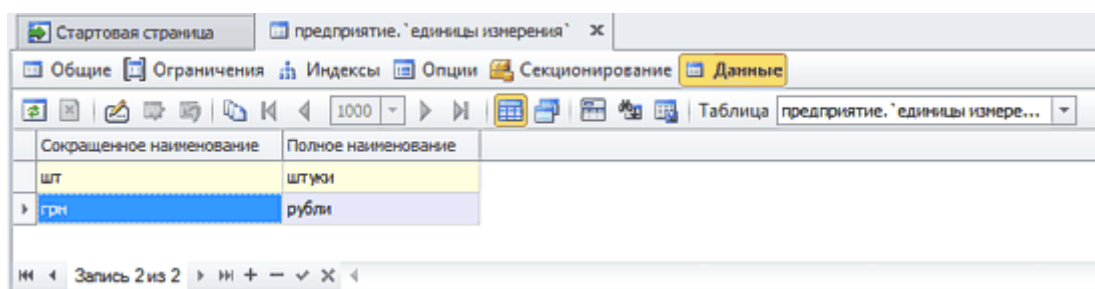 Стартовая страница предприятие.`единицы измерения`
Общие Ограничения Индексы Опции Секционирование Данные
1000 Таблица предприятие.`единицы измере...
Сокращенное наименование Полное наименование
шт штуки
грн рубли
Запись 2 из 2